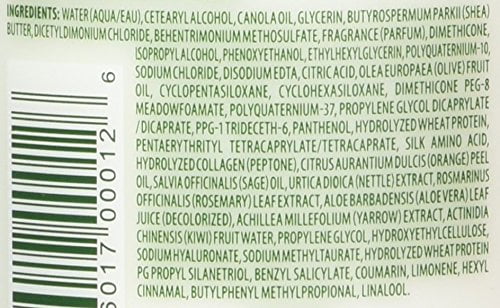 INGREDIENTS: WATER (AQUA/EAU), CETEARYL ALCOHOL, CANOLA OIL, GLYCERIN, BUTYROSPERMUM PARKII (SHEA)
BUTTER, DICETYLDIMONIUM CHLORIDE, BEHENTRIMONIUM METHOSULFATE, FRAGRANCE (PARFUM), DIMETHICONE,
ISOPROPYL ALCOHOL, PHENOXYETHANOL, ETHYLHEXYLGLYCERIN, POLYQUATERNIUM-10,
SODIUM CHLORIDE, DISODIUM EDTA, CITRIC ACID, OLEA EUROPAEA (OLIVE) FRUIT
OIL, CYCLOPENTASILOXANE, CYCLOHEXASILOXANE, DIMETHICONE PEG-8
MEADOWFOAMATE, POLYQUATERNIUM-37, PROPYLENE GLYCOL DICAPRYLATE
/DICAPRATE, PPG-1 TRIDECETH-6, PANTHENOL, HYDROLYZED WHEAT PROTEIN,
PENTAERYTHRITYL TETRACAPRYLATE/TETRACAPRATE, SILK AMINO ACID,
HYDROLYZED COLLAGEN (PEPTONE), CITRUS AURANTIUM DULCIS (ORANGE) PEEL
OIL, SALVIA OFFICINALIS (SAGE) OIL, URTICA DIOICA (NETTLE) EXTRACT, ROSMARINUS
OFFICINALIS (ROSEMARY) LEAF EXTRACT, ALOE BARBADENSIS (ALOE VERA) LEAF
JUICE (DECOLORIZED), ACHILLEA MILLEFOLIUM (YARROW) EXTRACT, ACTINIDIA
CHINENSIS (KIWI) FRUIT WATER, PROPYLENE GLYCOL, HYDROXYETHYLCELLULOSE,
SODIUM HYALURONATE, SODIUM METHYLTAURATE, HYDROLYZED WHEAT PROTEIN
PG PROPYL SILANETRIOL, BENZYL SALICYLATE, COUMARIN, LIMONENE, HEXYL
CINNAMAL, BUTYLPHENYL METHYLPROPIONAL, LINALOOL.
6017 00012 6